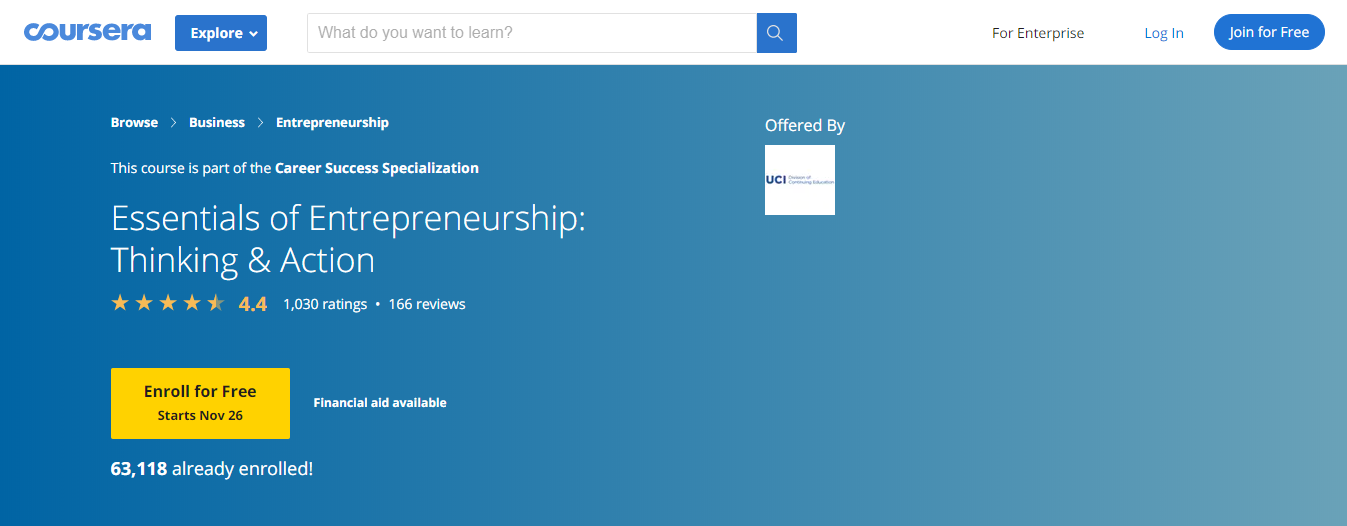 coursera
Explore
What do you want to learn?
For Enterprise
Log In
Join for Free
Browse > Business > Entrepreneurship
This course is part of the Career Success Specialization
Essentials of Entrepreneurship:
Thinking & Action
4.4 1,030 ratings • 166 reviews
Enroll for Free
Starts Nov 26
Financial aid available
63,118 already enrolled!
Offered By
UCI Division of
Continuing Education